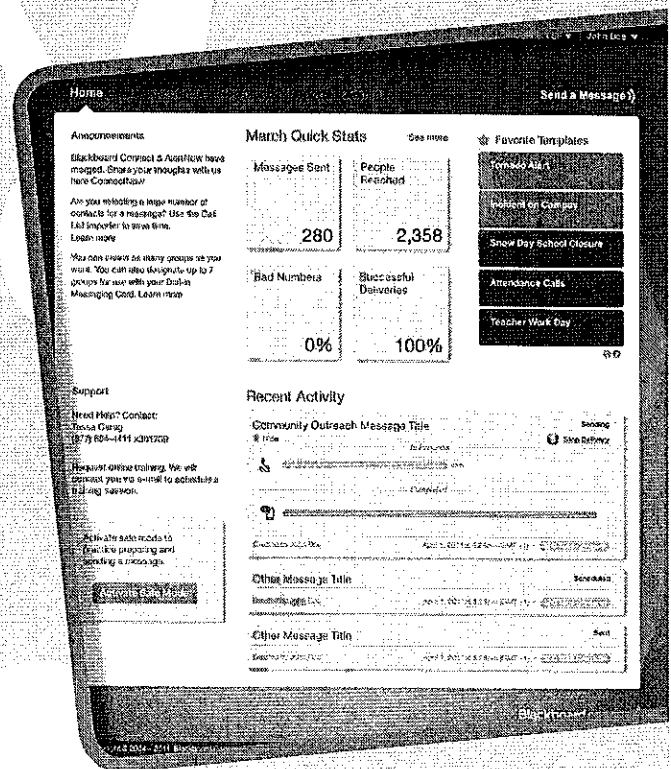 John Doe
Home
Send a Message
Announcements
Blackboard Connect & AlertNow have
merged. Share your thoughts with us
here ConnectNow
Are you selecting a large number of
contacts for a message? Use the Call
List Importer to save time.
Learn more
You can create as many groups as you
want. You can also designate up to 7
groups for use with your Dial-in
Messaging Card. Learn more
Support
Need Help? Contact:
Request online training. We will
contact you via e-mail to schedule a
training session.
Activate safe mode to
practice preparing and
sending a message.
Activate Safe Mode
March Quick Stats
See more
Messages Sent
280
People
Reached
2,358
Bad Numbers
0%
Successful
Deliveries
100%
Favorite Templates
Tornado Alert
Incident on Campus
Snow Day School Closure
Attendance Calls
Teacher Work Day
Recent Activity
Community Outreach Message Title
Sending
In Progress
Stop Delivery
Completed
Other Message Title
Scheduled
Other Message Title
Sent
Blackboard